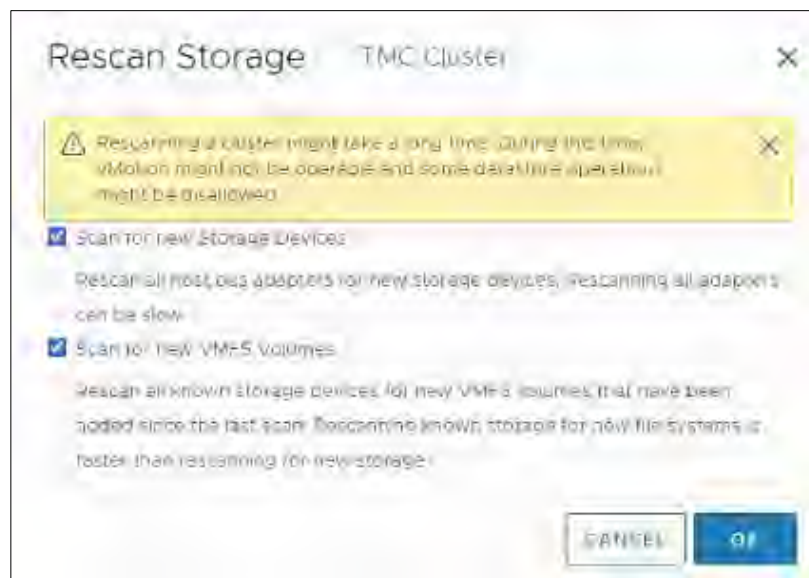 Rescan Storage TMC Cluster
Rescanning a cluster might take a long time. During this time,
vMotion might not be operable and some datastore operations
might be disallowed.
Scan for new Storage Devices
Rescan all host bus adapters for new storage devices. Rescanning all adapters
can be slow.
Scan for new VMFS Volumes
Rescan all known storage devices for new VMFS volumes that have been
added since the last scan. Rescanning known storage for new file systems is
faster than rescanning for new storage.
CANCEL OK